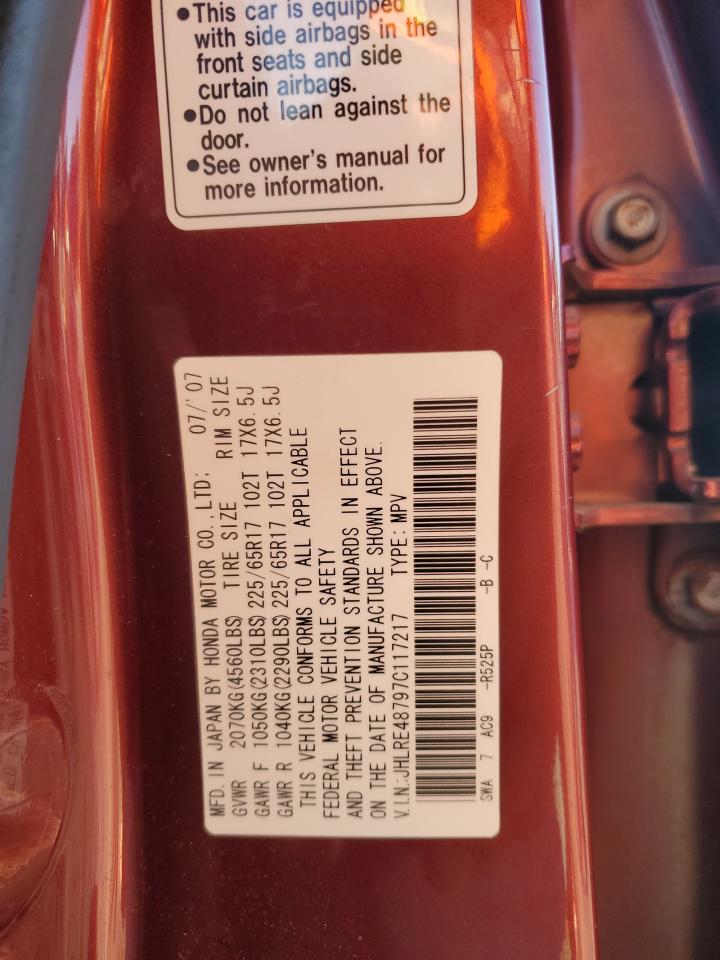 ●This car is equipped
with side airbags in the
front seats and side
curtain airbags.
●Do not lean against the
door.
●See owner's manual for
more information.
MFD. IN JAPAN BY HONDA MOTOR CO.,LTD; 07/'07
GVWR 2070KG(4560LBS) TIRE SIZE RIM SIZE
GAWR F 1050KG(2310LBS) 225/65R17 102T 17X6.5J
GAWR R 1040KG(2290LBS) 225/65R17 102T 17X6.5J
THIS VEHICLE CONFORMS TO ALL APPLICABLE
FEDERAL MOTOR VEHICLE SAFETY
AND THEFT PREVENTION STANDARDS IN EFFECT
ON THE DATE OF MANUFACTURE SHOWN ABOVE.
V.I.N.:JHLRE48797C117217 TYPE: MPV
SWA 7 AC9 -R525P -B -C